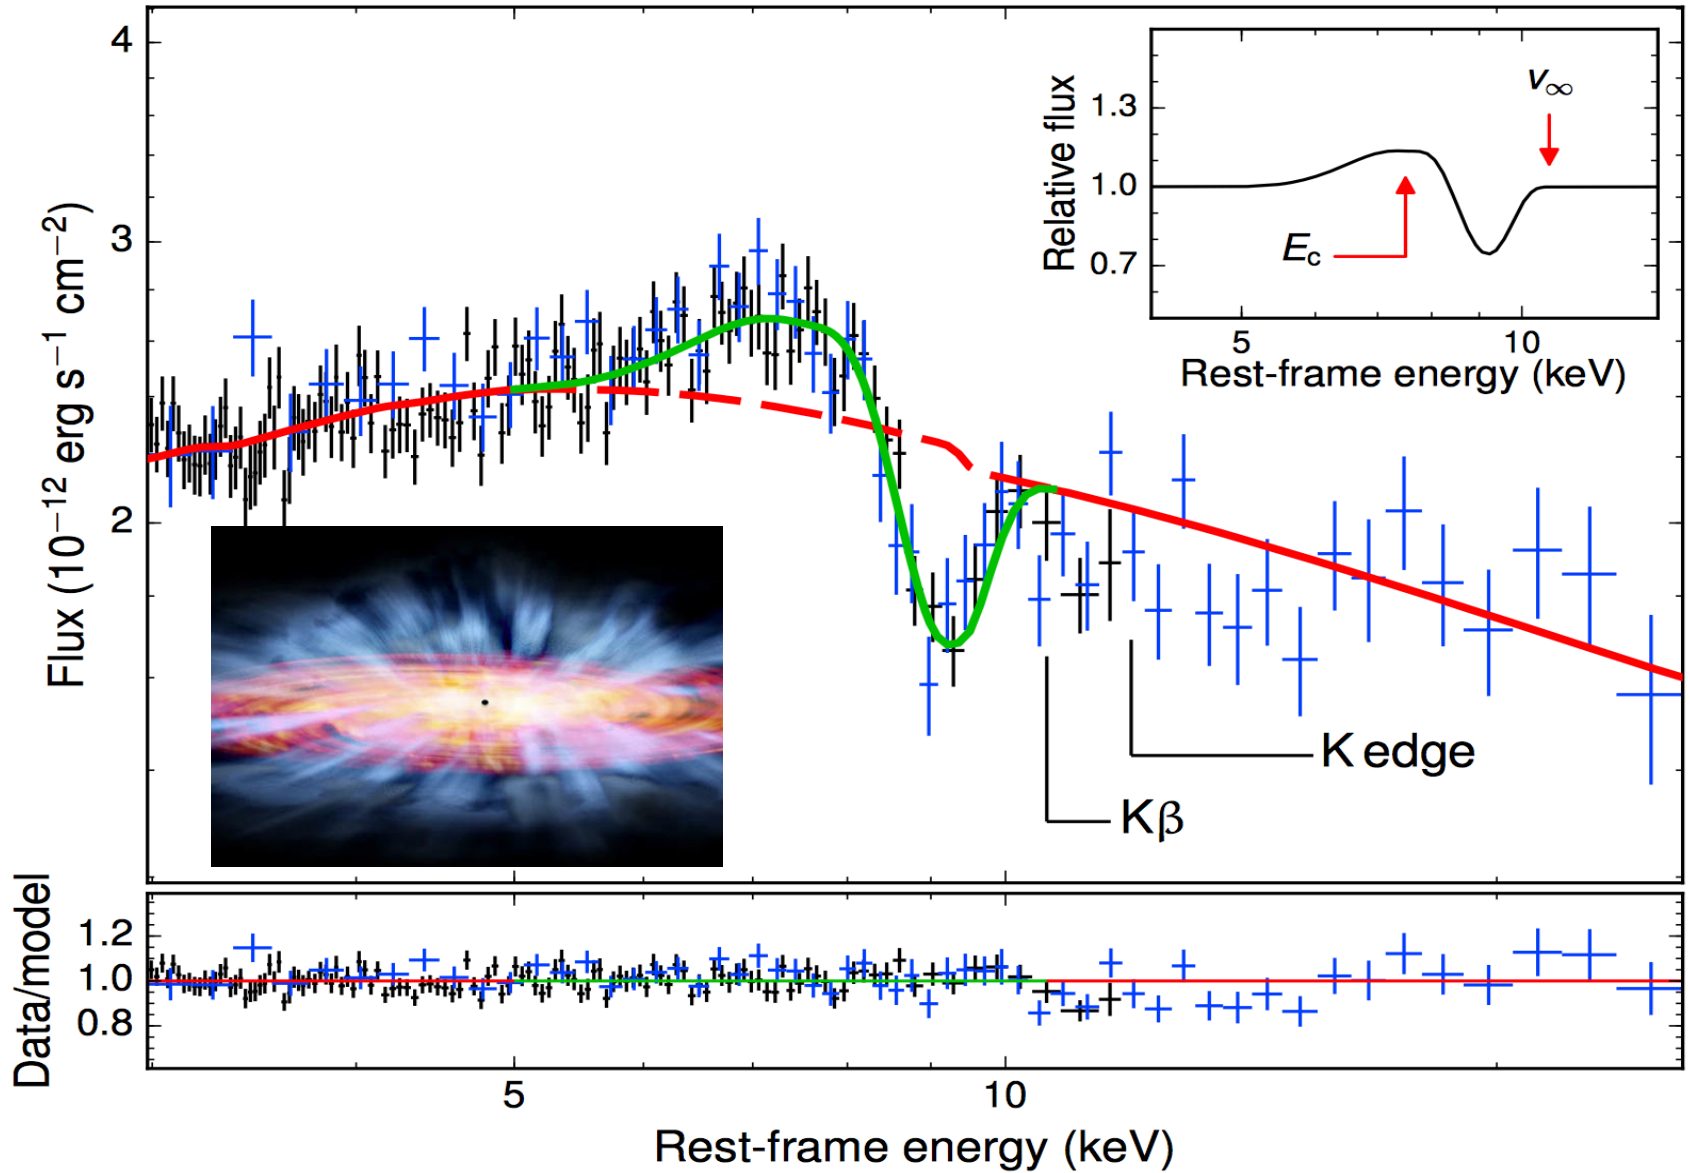 4
3
2
Flux (10⁻¹² erg s⁻¹ cm⁻²)
Relative flux
1.3
1.0
0.7
v∞
Ec
5
10
Rest-frame energy (keV)
K edge
Kβ
Data/model
1.2
1.0
0.8
5
10
Rest-frame energy (keV)